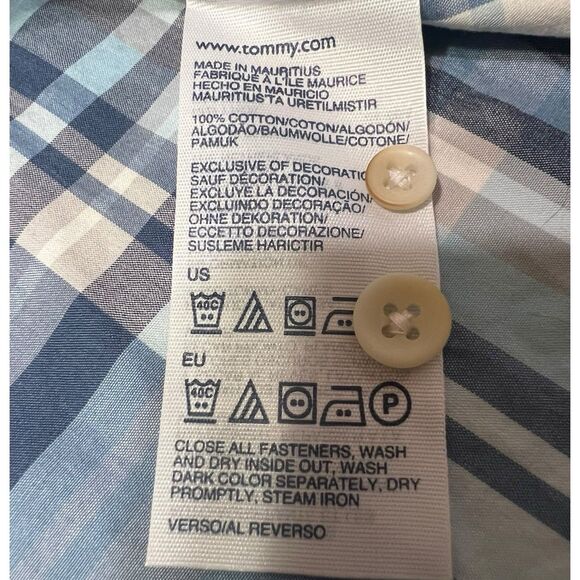 www.tommy.com
MADE IN MAURITIUS
FABRIQUÉ À L'ILE MAURICE
HECHO EN MAURICIO
MAURITIUS'TA URETILMISTIR
100% COTTON/COTON/ALGODÓN/
ALGODÃO/BAUMWOLLE/COTONE/
PAMUK
EXCLUSIVE OF
SAUF DÉCORATION/
EXCLUYE LA DECORACIÓN/
EXCLUINDO DECORAÇÃO/
OHNE DEKORATION/
ECCETTO DECORAZIONE/
SUSLEME HARICTIR
US
40C
EU
40C
P
CLOSE ALL FASTENERS, WASH
AND DRY INSIDE OUT, WASH
DARK COLOR SEPARATELY, DRY
PROMPTLY, STEAM IRON
VERSO/AL REVERSO